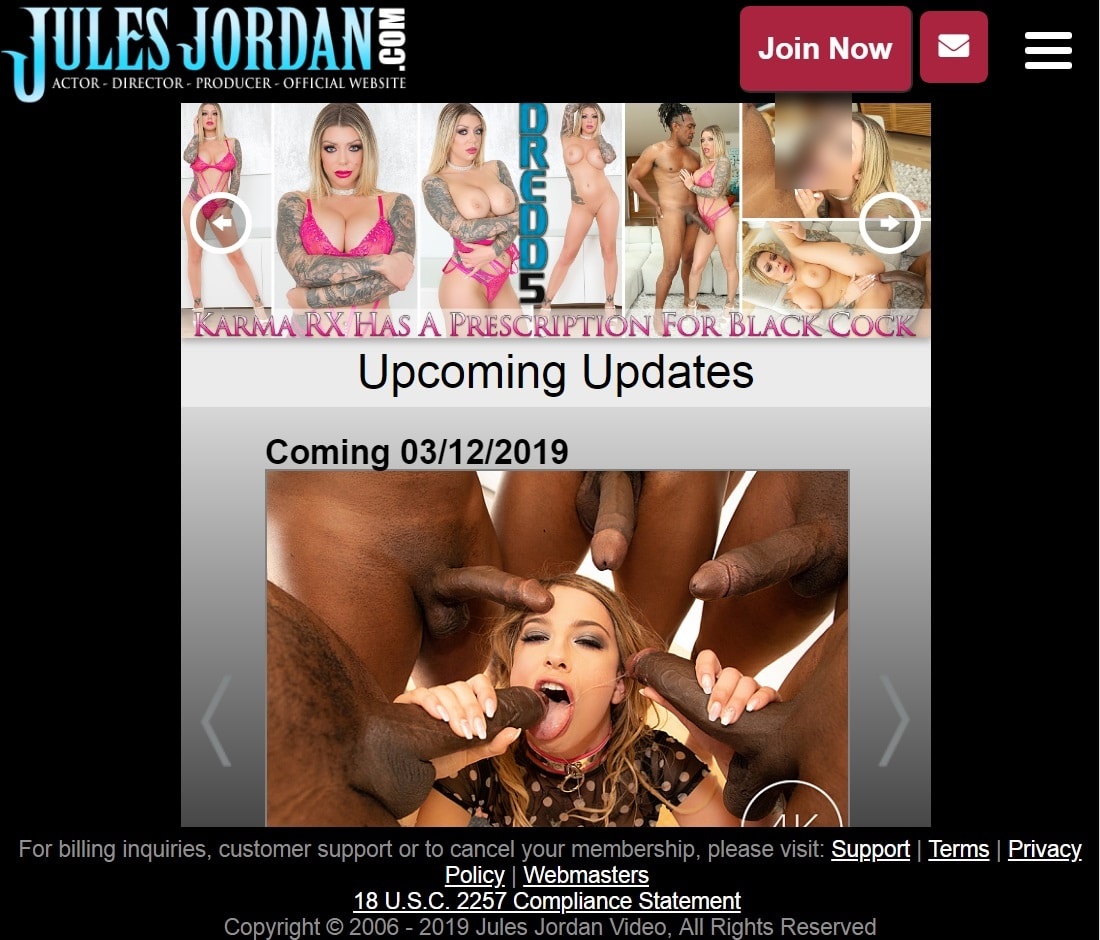 JULES JORDAN.COM
ACTOR - DIRECTOR - PRODUCER - OFFICIAL WEBSITE
Join Now
DREDD 5
KARMA RX HAS A PRESCRIPTION FOR BLACK COCK
Upcoming Updates
Coming 03/12/2019
4K
For billing inquiries, customer support or to cancel your membership, please visit: Support | Terms | Privacy
Policy | Webmasters
18 U.S.C. 2257 Compliance Statement
Copyright © 2006 - 2019 Jules Jordan Video, All Rights Reserved